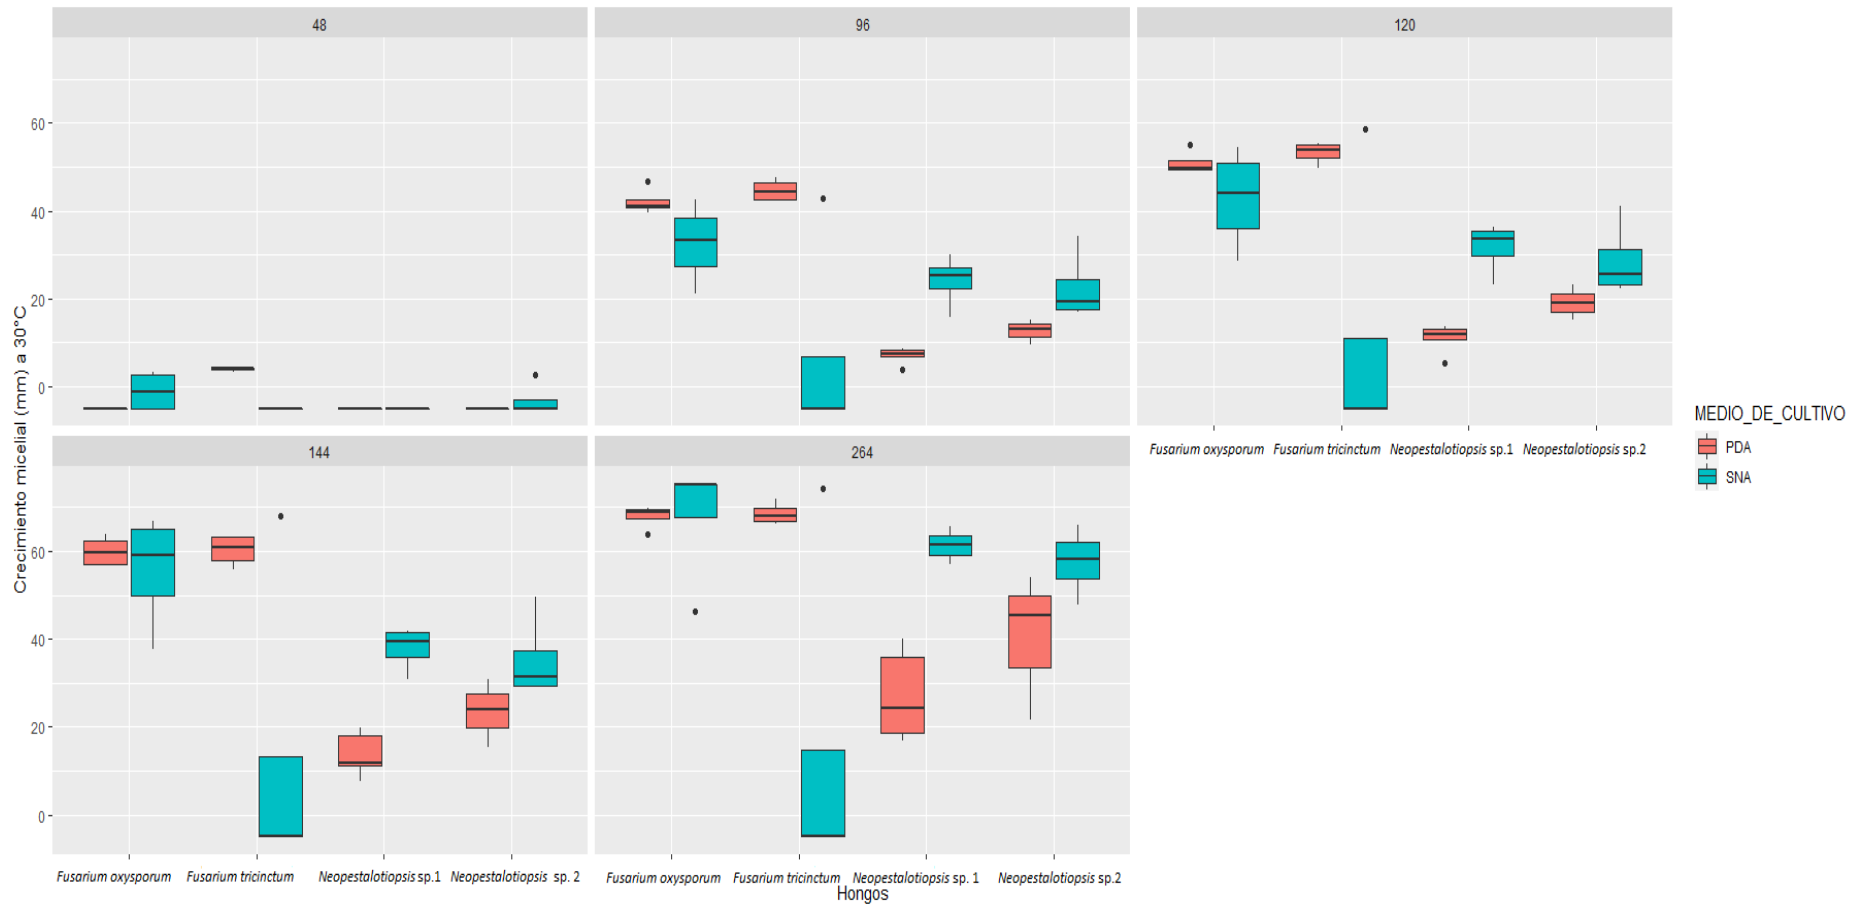 48
96
120
60
40
20
0
Crecimiento micelial (mm) a 30°C
Fusarium oxysporum Fusarium tricinctum Neopestalotiopsis sp.1 Neopestalotiopsis sp.2
MEDIO_DE_CULTIVO
PDA
SNA
144
264
60
40
20
0
Fusarium oxysporum Fusarium tricinctum Neopestalotiopsis sp.1 Neopestalotiopsis sp. 2
Fusarium oxysporum Fusarium tricinctum Neopestalotiopsis sp. 1 Neopestalotiopsis sp.2
Hongos